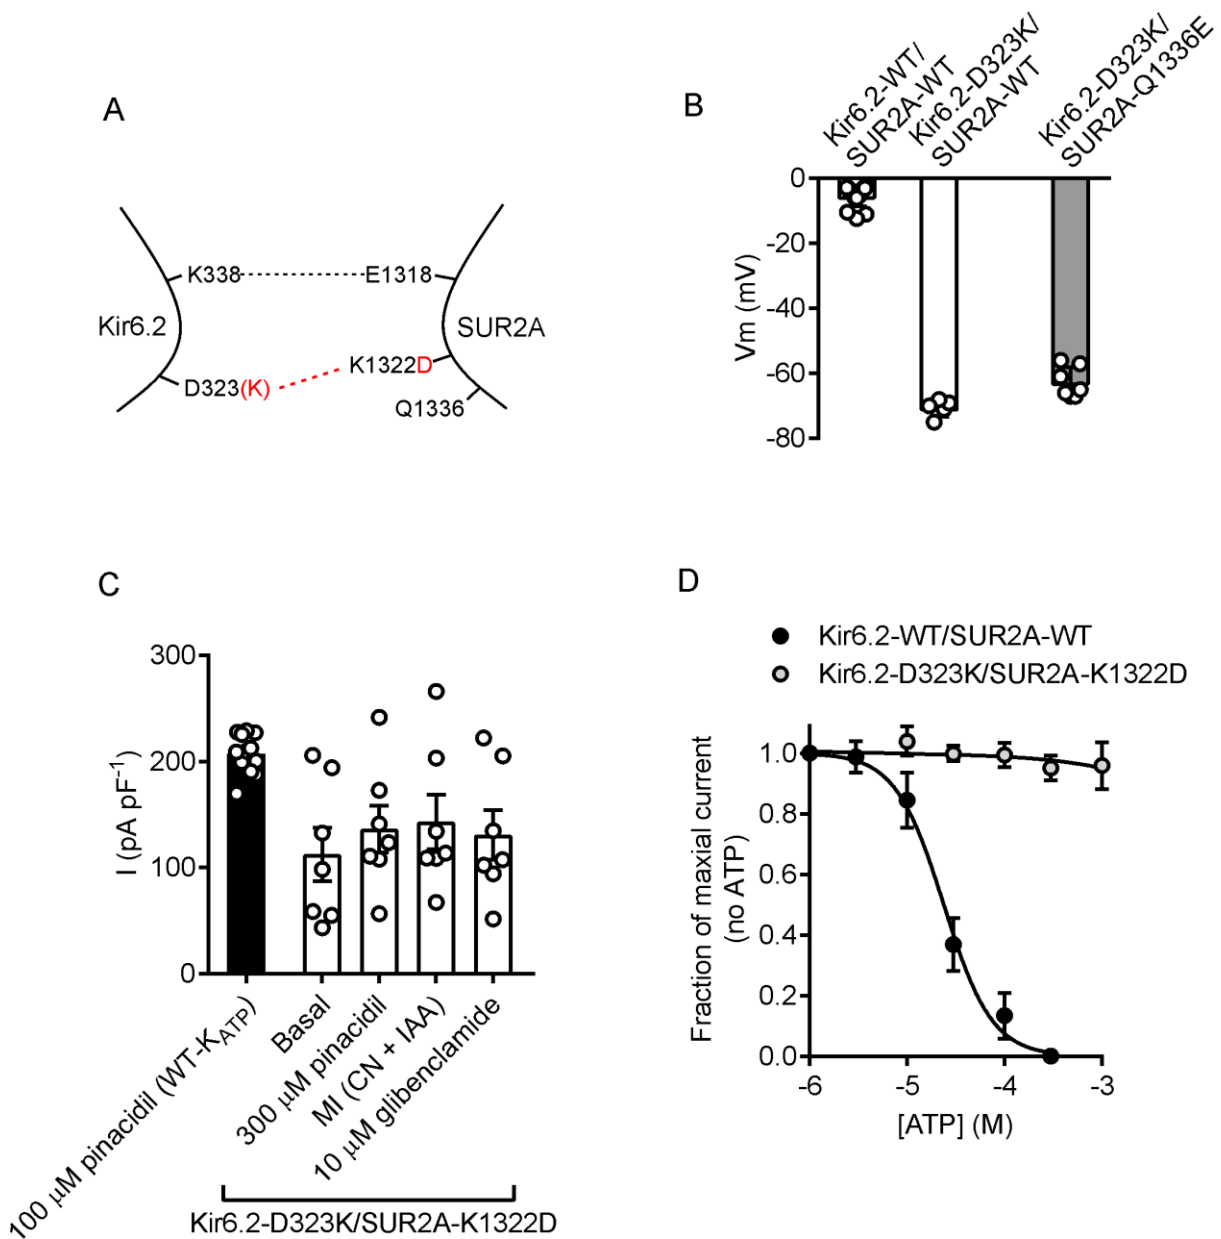 A
K338
E1318
Kir6.2
SUR2A
K1322D
D323(K)
Q1336
B
Kir6.2-WT/
SUR2A-WT
Kir6.2-D323K/
SUR2A-WT
Kir6.2-D323K/
SUR2A-Q1336E
Vm (mV)
0
-20
-40
-60
-80
C
I (pA pF⁻¹)
300
200
100
0
100 μM pinacidil (WT-K_ATP)
Basal
300 μM pinacidil
MI (CN + IAA)
10 μM glibenclamide
Kir6.2-D323K/SUR2A-K1322D
D
Kir6.2-WT/SUR2A-WT
Kir6.2-D323K/SUR2A-K1322D
Fraction of maxial current
(no ATP)
1.0
0.8
0.6
0.4
0.2
0.0
-6 -5 -4 -3
[ATP] (M)